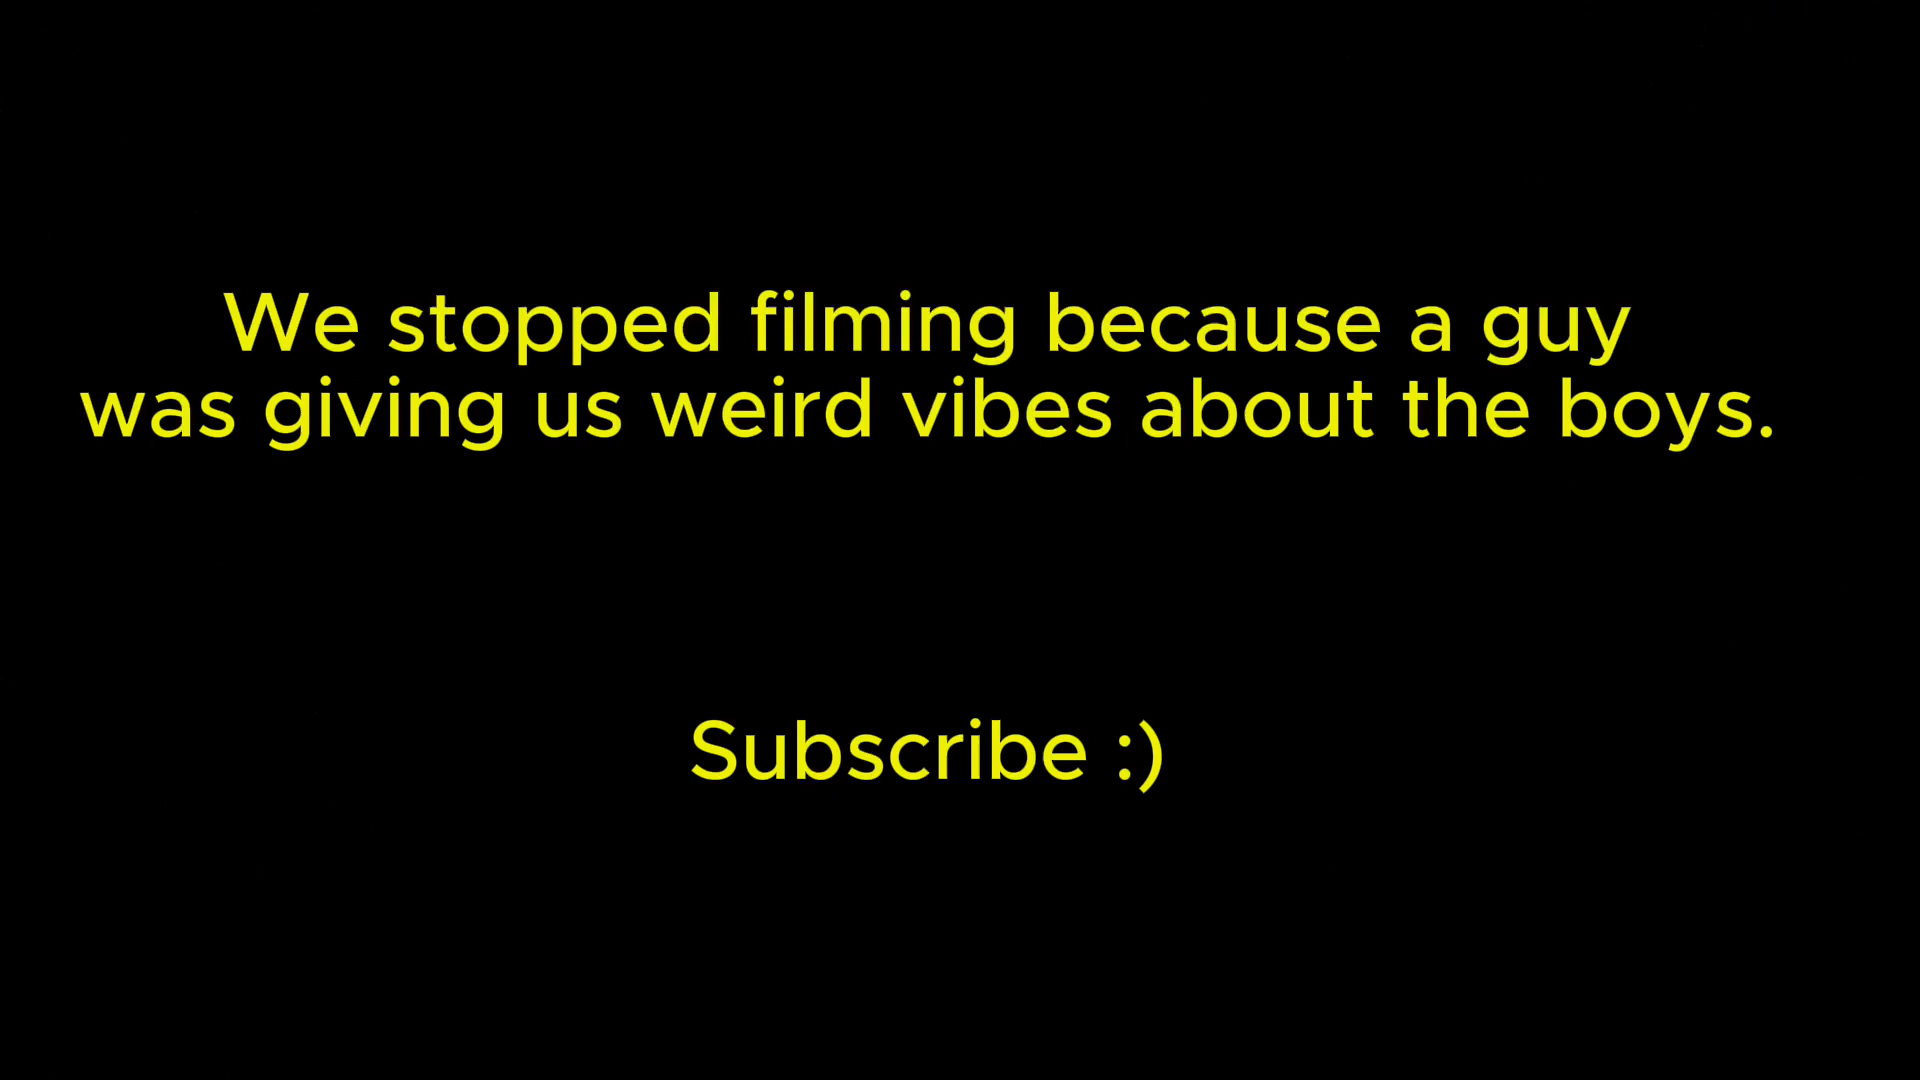 We stopped filming because a guy
was giving us weird vibes about the boys.
Subscribe :)